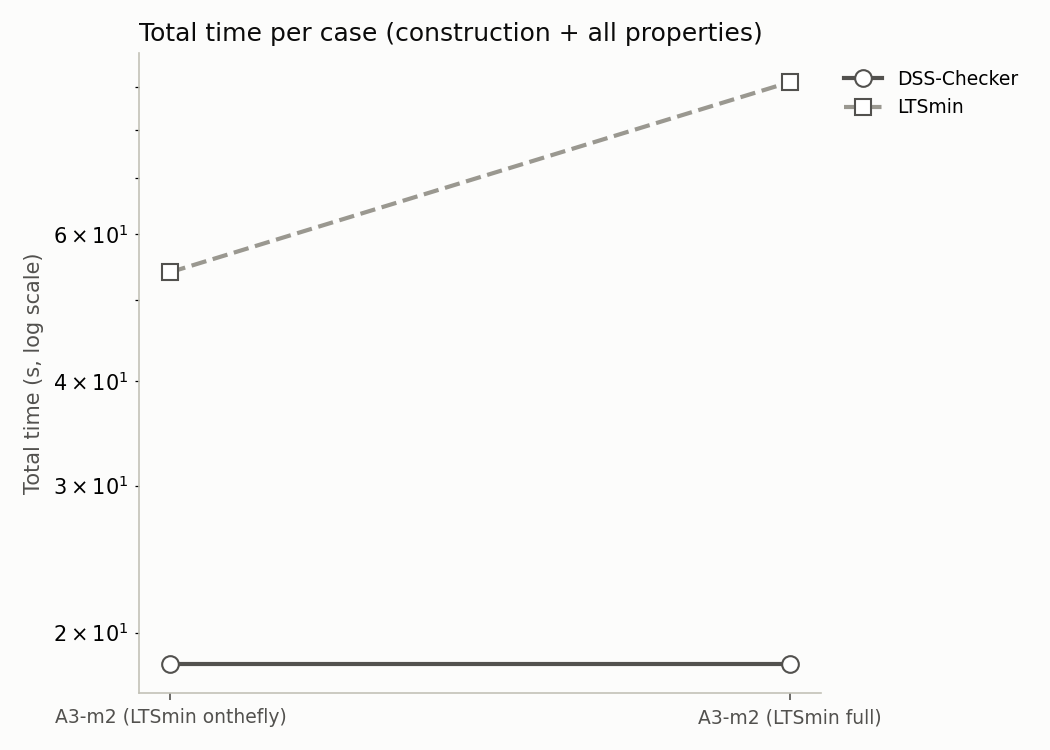 Total time per case (construction + all properties)
DSS-Checker
LTSmin
Total time (s, log scale)
6 × 10¹
4 × 10¹
3 × 10¹
2 × 10¹
A3-m2 (LTSmin onthefly)
A3-m2 (LTSmin full)